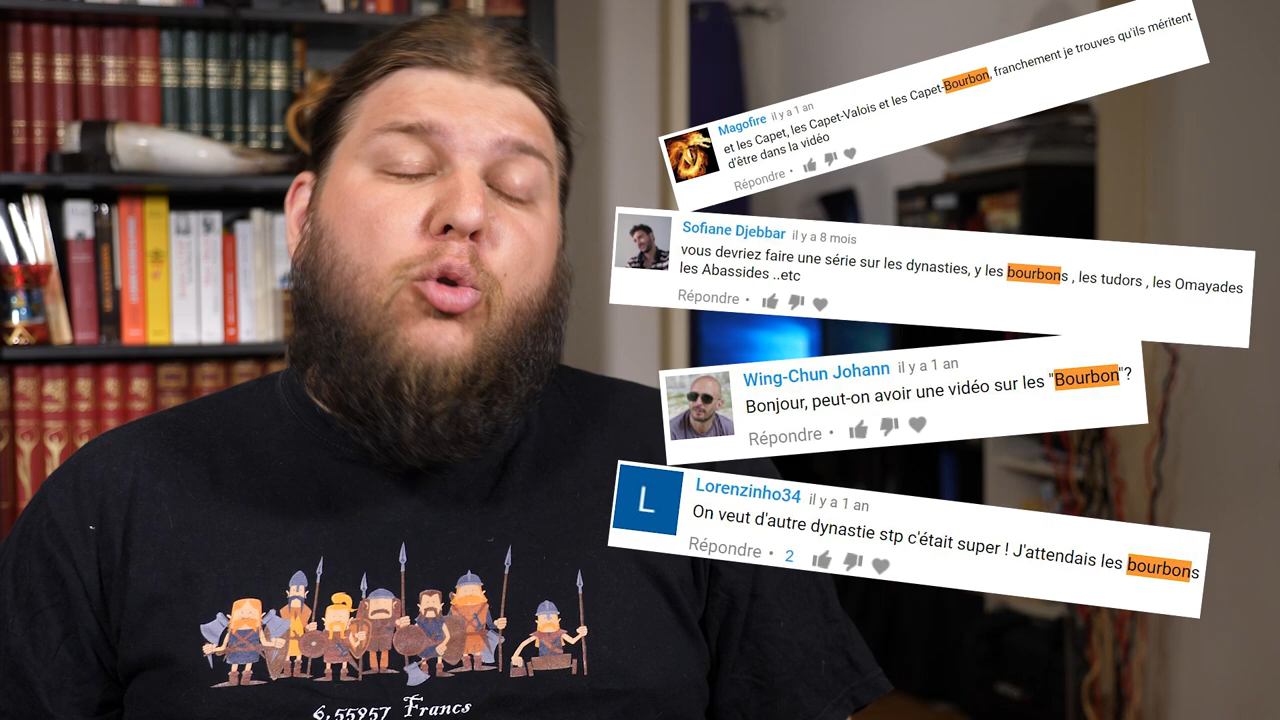 Magofire il y a 1 an
et les Capet, les Capet-Valois et les Capet-Bourbon, franchement je trouves qu'ils méritent
d'être dans la vidéo
Répondre •
Sofiane Djebbar il y a 8 mois
vous devriez faire une série sur les dynasties, y les bourbons , les tudors , les Omayades
les Abassides ..etc
Répondre •
Wing-Chun Johann il y a 1 an
Bonjour, peut-on avoir une vidéo sur les "Bourbon"?
Répondre •
L
Lorenzinho34 il y a 1 an
On veut d'autre dynastie stp c'était super ! J'attendais les bourbons
Répondre • 2
6,55957 Francs